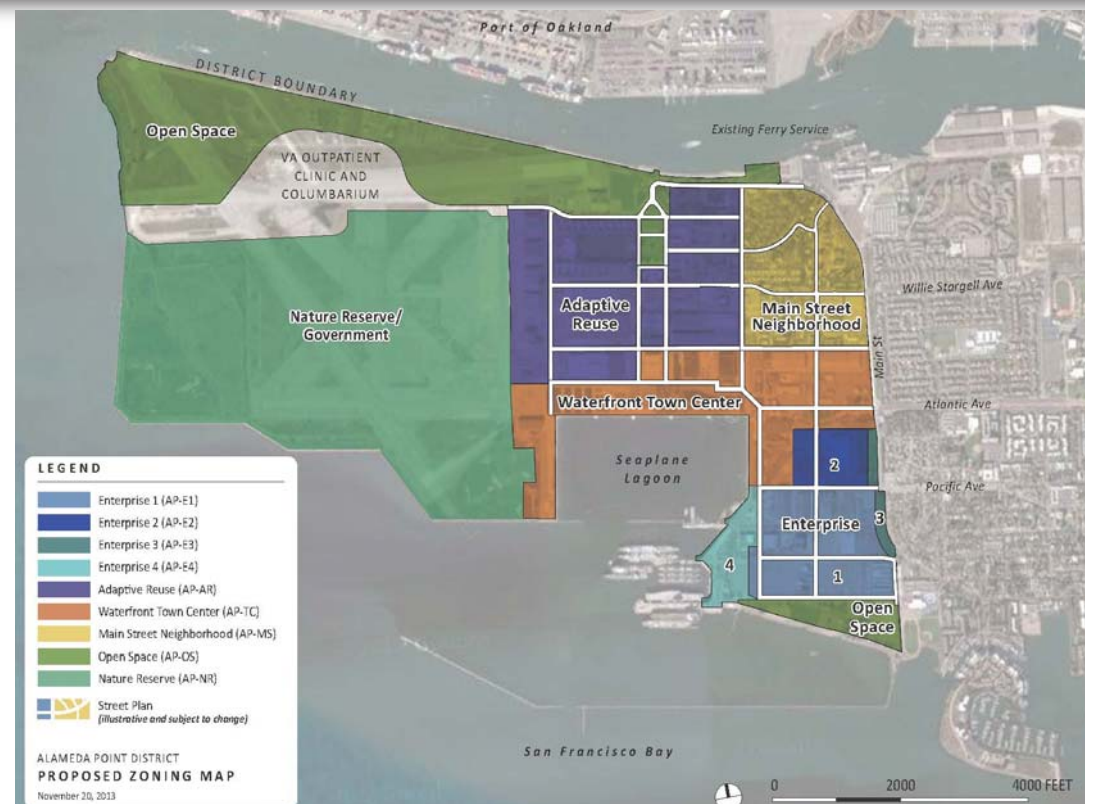 Port of Oakland
DISTRICT BOUNDARY
Open Space
Existing Ferry Service
VA OUTPATIENT
CLINIC AND
COLUMBARIUM
Willie Stargell Ave
Nature Reserve/
Government
Adaptive
Reuse
Main Street
Neighborhood
Main St
Waterfront Town Center
Atlantic Ave
Seaplane
Lagoon
2
Pacific Ave
Enterprise
3
4
1
Open
Space
LEGEND
Enterprise 1 (AP-E1)
Enterprise 2 (AP-E2)
Enterprise 3 (AP-E3)
Enterprise 4 (AP-E4)
Adaptive Reuse (AP-AR)
Waterfront Town Center (AP-TC)
Main Street Neighborhood (AP-MS)
Open Space (AP-OS)
Nature Reserve (AP-NR)
Street Plan
(illustrative and subject to change)
ALAMEDA POINT DISTRICT
PROPOSED ZONING MAP
November 20, 2013
San Francisco Bay
0 2000 4000 FEET